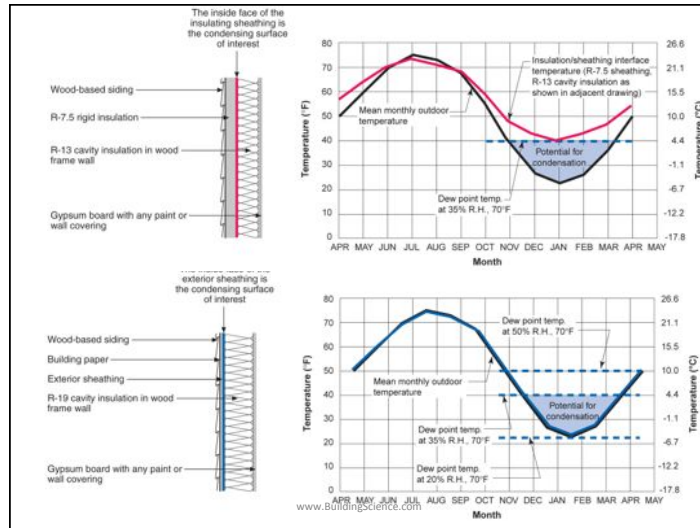 The inside face of the
insulating sheathing is
the condensing surface
of interest
Wood-based siding
R-7.5 rigid insulation
R-13 cavity insulation in wood
frame wall
Gypsum board with any paint or
wall covering
Temperature (°F)
80
70
60
50
40
30
20
10
0
26.6
21.1
15.5
10.0
4.4
-1.1
-6.7
-12.2
-17.8
Temperature (°C)
Insulation/sheathing interface
temperature (R-7.5 sheathing,
R-13 cavity insulation as
shown in adjacent drawing)
Mean monthly outdoor
temperature
Potential for
condensation
Dew point temp.
at 35% R.H., 70°F
APR MAY JUN JUL AUG SEP OCT NOV DEC JAN FEB MAR APR MAY
Month
exterior sheathing is
the condensing surface
of interest
Wood-based siding
Building paper
Exterior sheathing
R-19 cavity insulation in wood
frame wall
Gypsum board with any paint or
wall covering
Temperature (°F)
80
70
60
50
40
30
20
10
0
26.6
21.1
15.5
10.0
4.4
-1.1
-6.7
-12.2
-17.8
Temperature (°C)
Dew point temp.
at 50% R.H., 70°F
Mean monthly outdoor
temperature
Potential for
condensation
Dew point temp.
at 35% R.H., 70°F
Dew point temp.
at 20% R.H., 70°F
APR MAY JUN JUL AUG SEP OCT NOV DEC JAN FEB MAR APR MAY
Month
www.BuildingScience.com